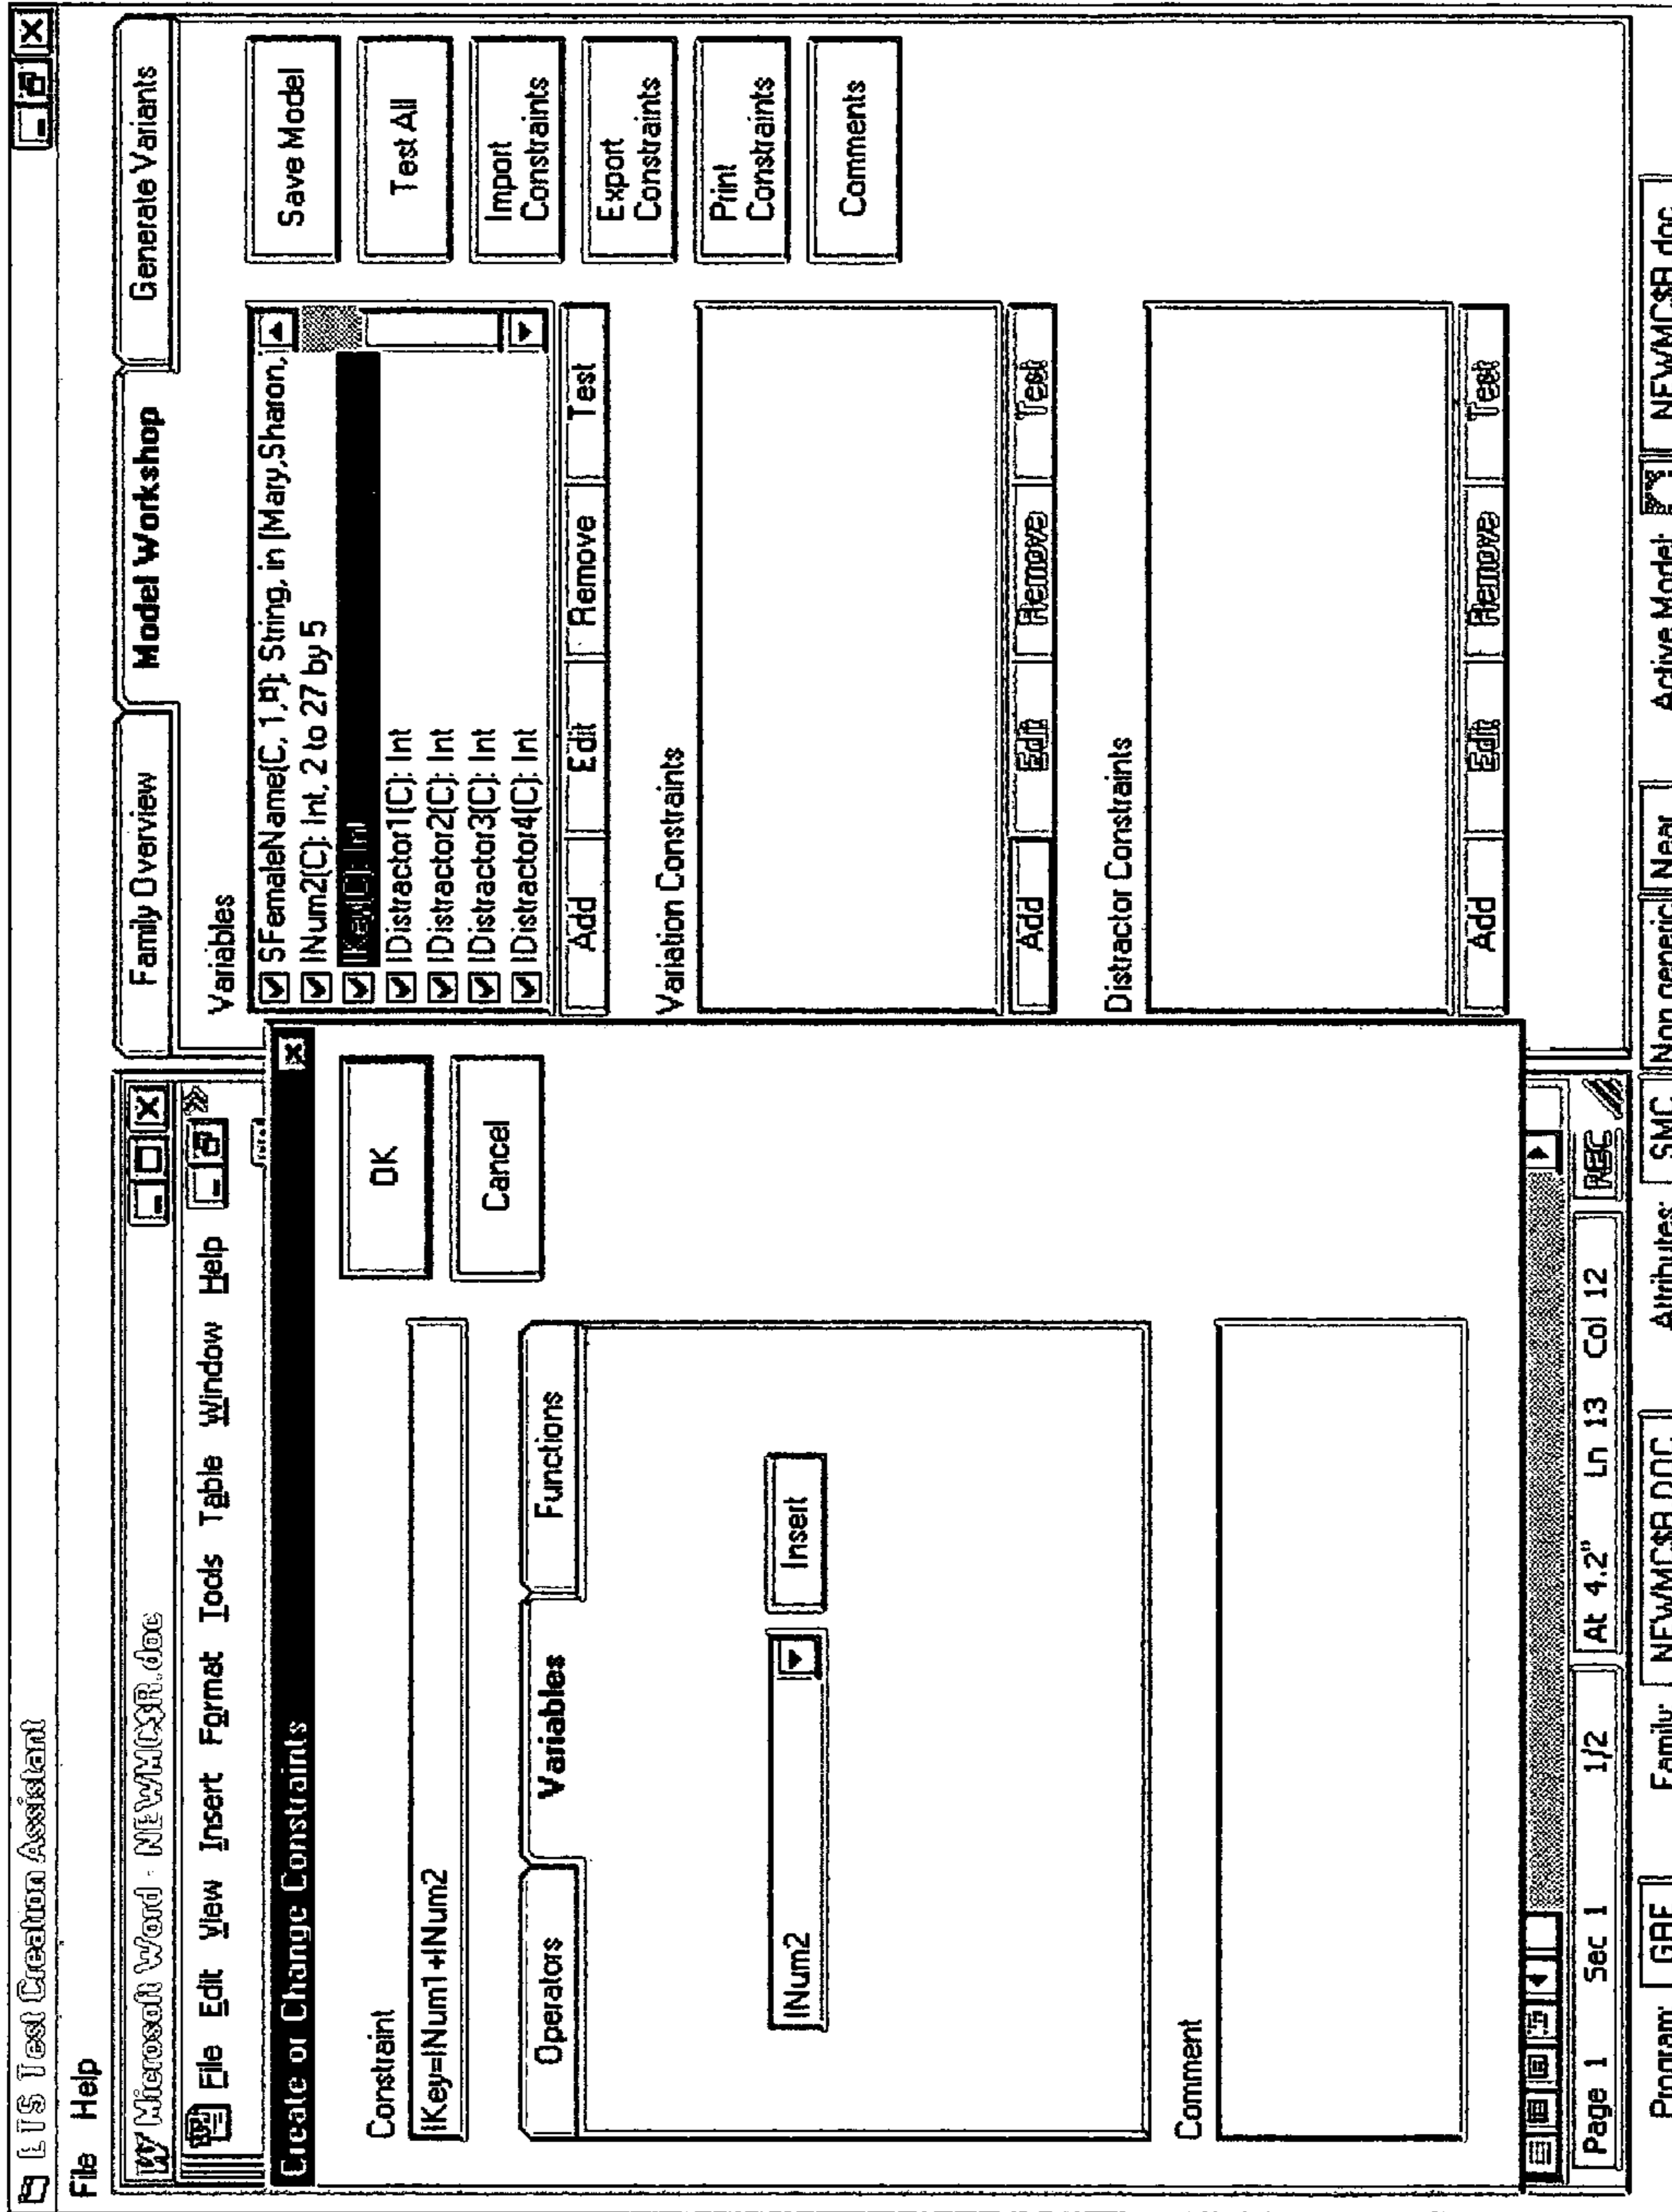 ETS Test Creation Assistant
File Help
Microsoft Word - NEWMC$R.doc
File Edit View Insert Format Tools Table Window Help
Create or Change Constraints
Constraint
IKey=INum1+INum2
OK
Cancel
Operators Variables Functions
INum2
Insert
Comment
Page 1 Sec 1 1/2 At 4.2" Ln 13 Col 12 REC
Family Overview Model Workshop Generate Variants
Variables
SFemaleName(C, 1,¤): String, in [Mary,Sharon,
INum2(C): Int, 2 to 27 by 5
IKey(C): Int
IDistractor1(C): Int
IDistractor2(C): Int
IDistractor3(C): Int
IDistractor4(C): Int
Add Edit Remove Test
Variation Constraints
Add Edit Remove Test
Distractor Constraints
Add Edit Remove Test
Save Model
Test All
Import Constraints
Export Constraints
Print Constraints
Comments
Program: GRE Family: NEWMC$R.DOC Attributes: SMC Non generic Near Active Model: NEWMC$R.doc